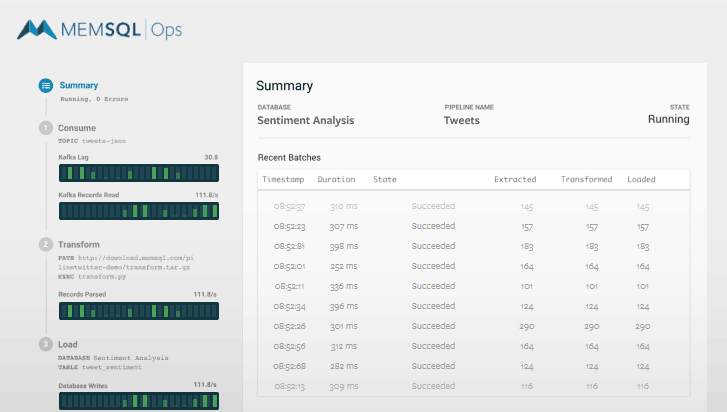 MEMSQL | Ops
Summary
Running, 0 Errors
1 Consume
TOPIC tweets-json
Kafka Lag 30.8
Kafka Records Read 111.8/s
2 Transform
PATH http://download.memsql.com/pi
linetwitter-demo/transform.tar.gz
EXEC transform.py
Records Parsed 111.8/s
3 Load
DATABASE Sentiment Analysis
TABLE tweet_sentiment
Database Writes 111.8/s
Summary
DATABASE PIPELINE NAME STATE
Sentiment Analysis Tweets Running
Recent Batches
Timestamp Duration State Extracted Transformed Loaded
08:52:37 310 ms Succeeded 145 145 145
08:52:23 307 ms Succeeded 157 157 157
08:52:81 398 ms Succeeded 183 183 183
08:52:01 252 ms Succeeded 164 164 164
08:52:11 336 ms Succeeded 101 101 101
08:52:34 396 ms Succeeded 124 124 124
08:52:26 301 ms Succeeded 290 290 290
08:52:56 312 ms Succeeded 164 164 164
08:52:68 282 ms Succeeded 124 124 124
08:52:13 309 ms Succeeded 116 116 116